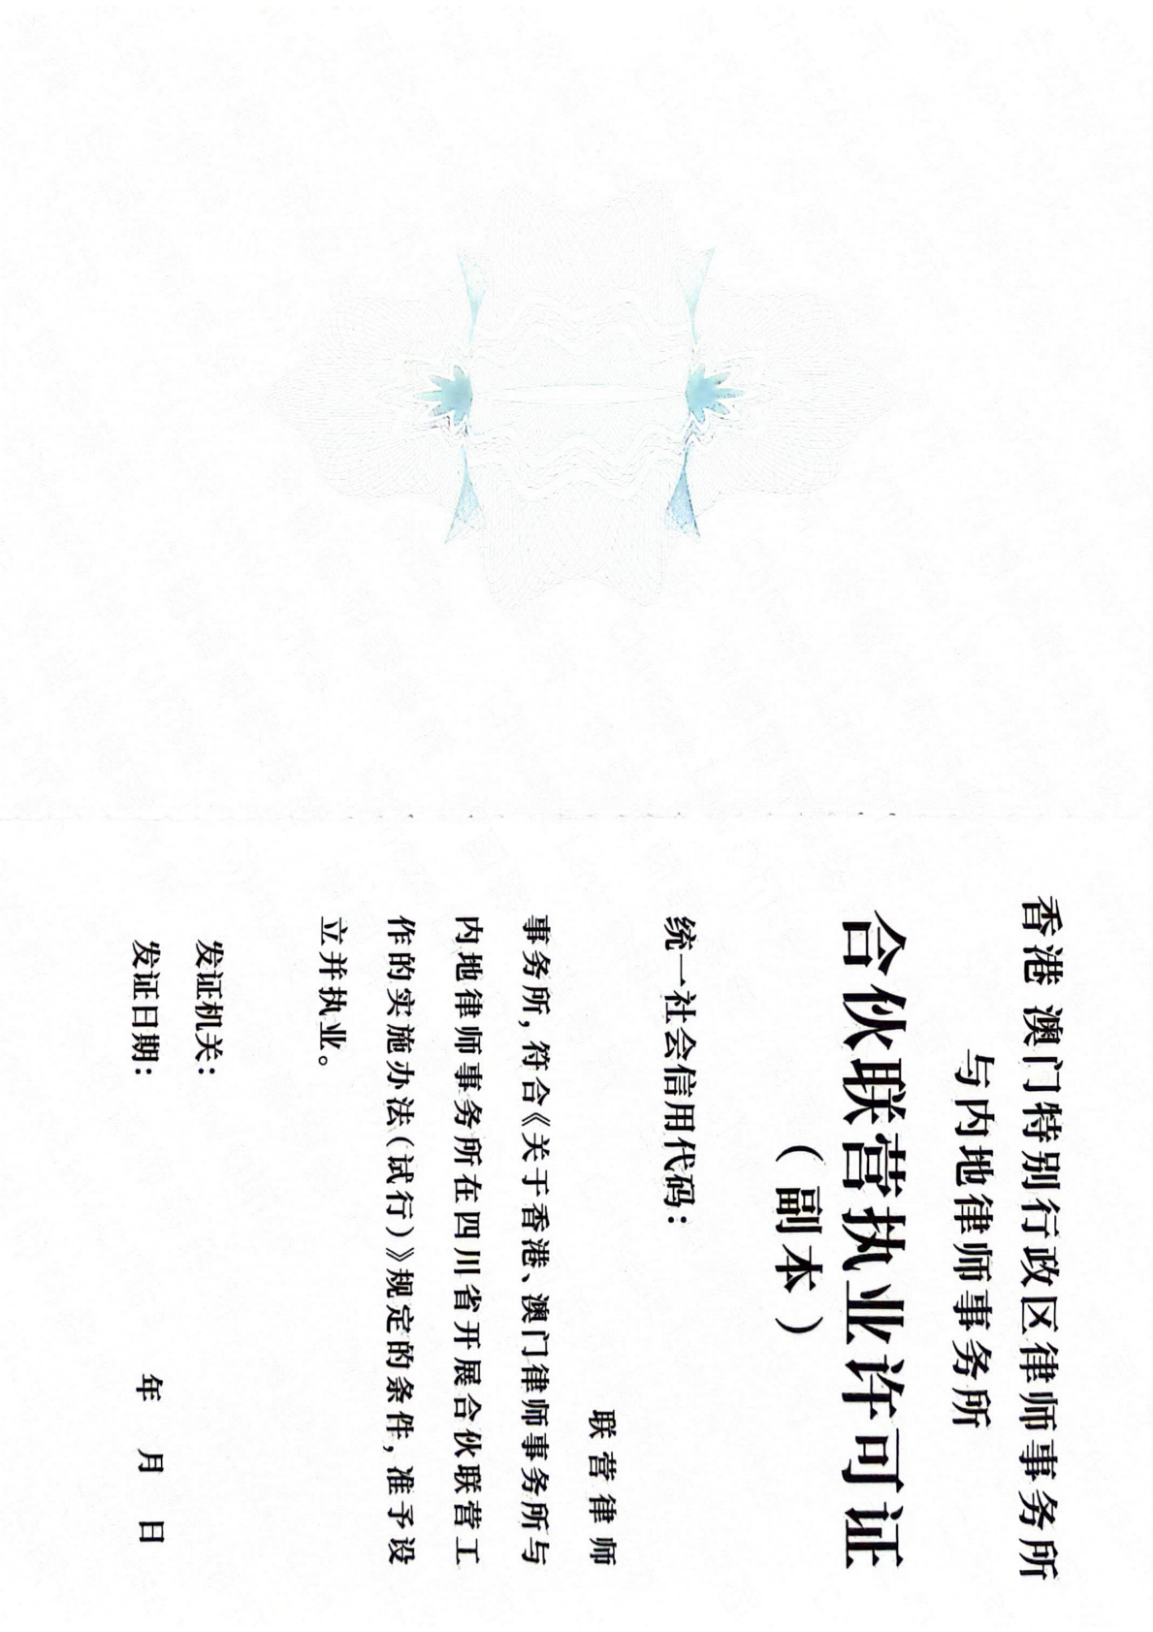 香港 澳门特别行政区律师事务所
与内地律师事务所
合伙联营执业许可证
（副本）
统一社会信用代码：
联营律师
事务所，符合《关于香港、澳门律师事务所与
内地律师事务所在四川省开展合伙联营工
作的实施办法（试行）》规定的条件，准予设
立并执业。
发证机关：
发证日期： 年 月 日